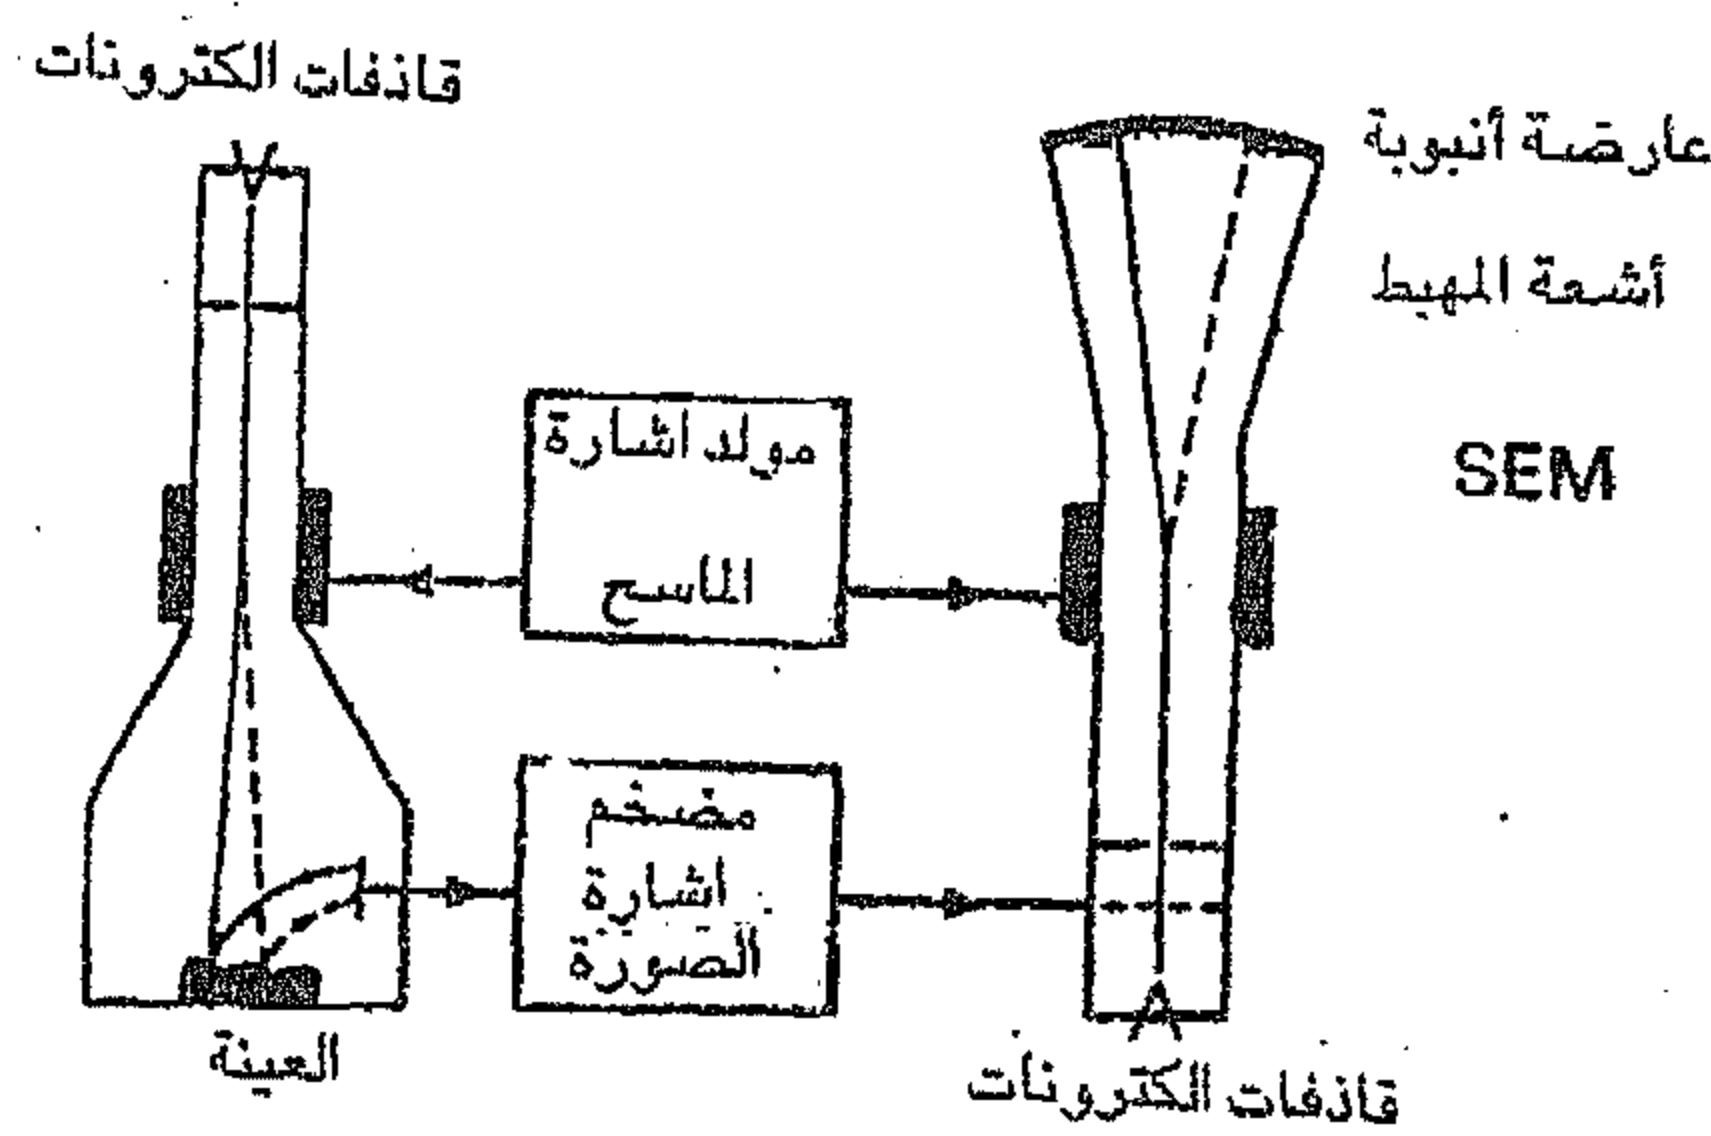 قاذفات الكترونات
عارضة أنبوبة
أشعة المهبط
SEM
مولد اشارة
الماسح
مضخم
اشارة
الصورة
العينة
قاذفات الكترونات